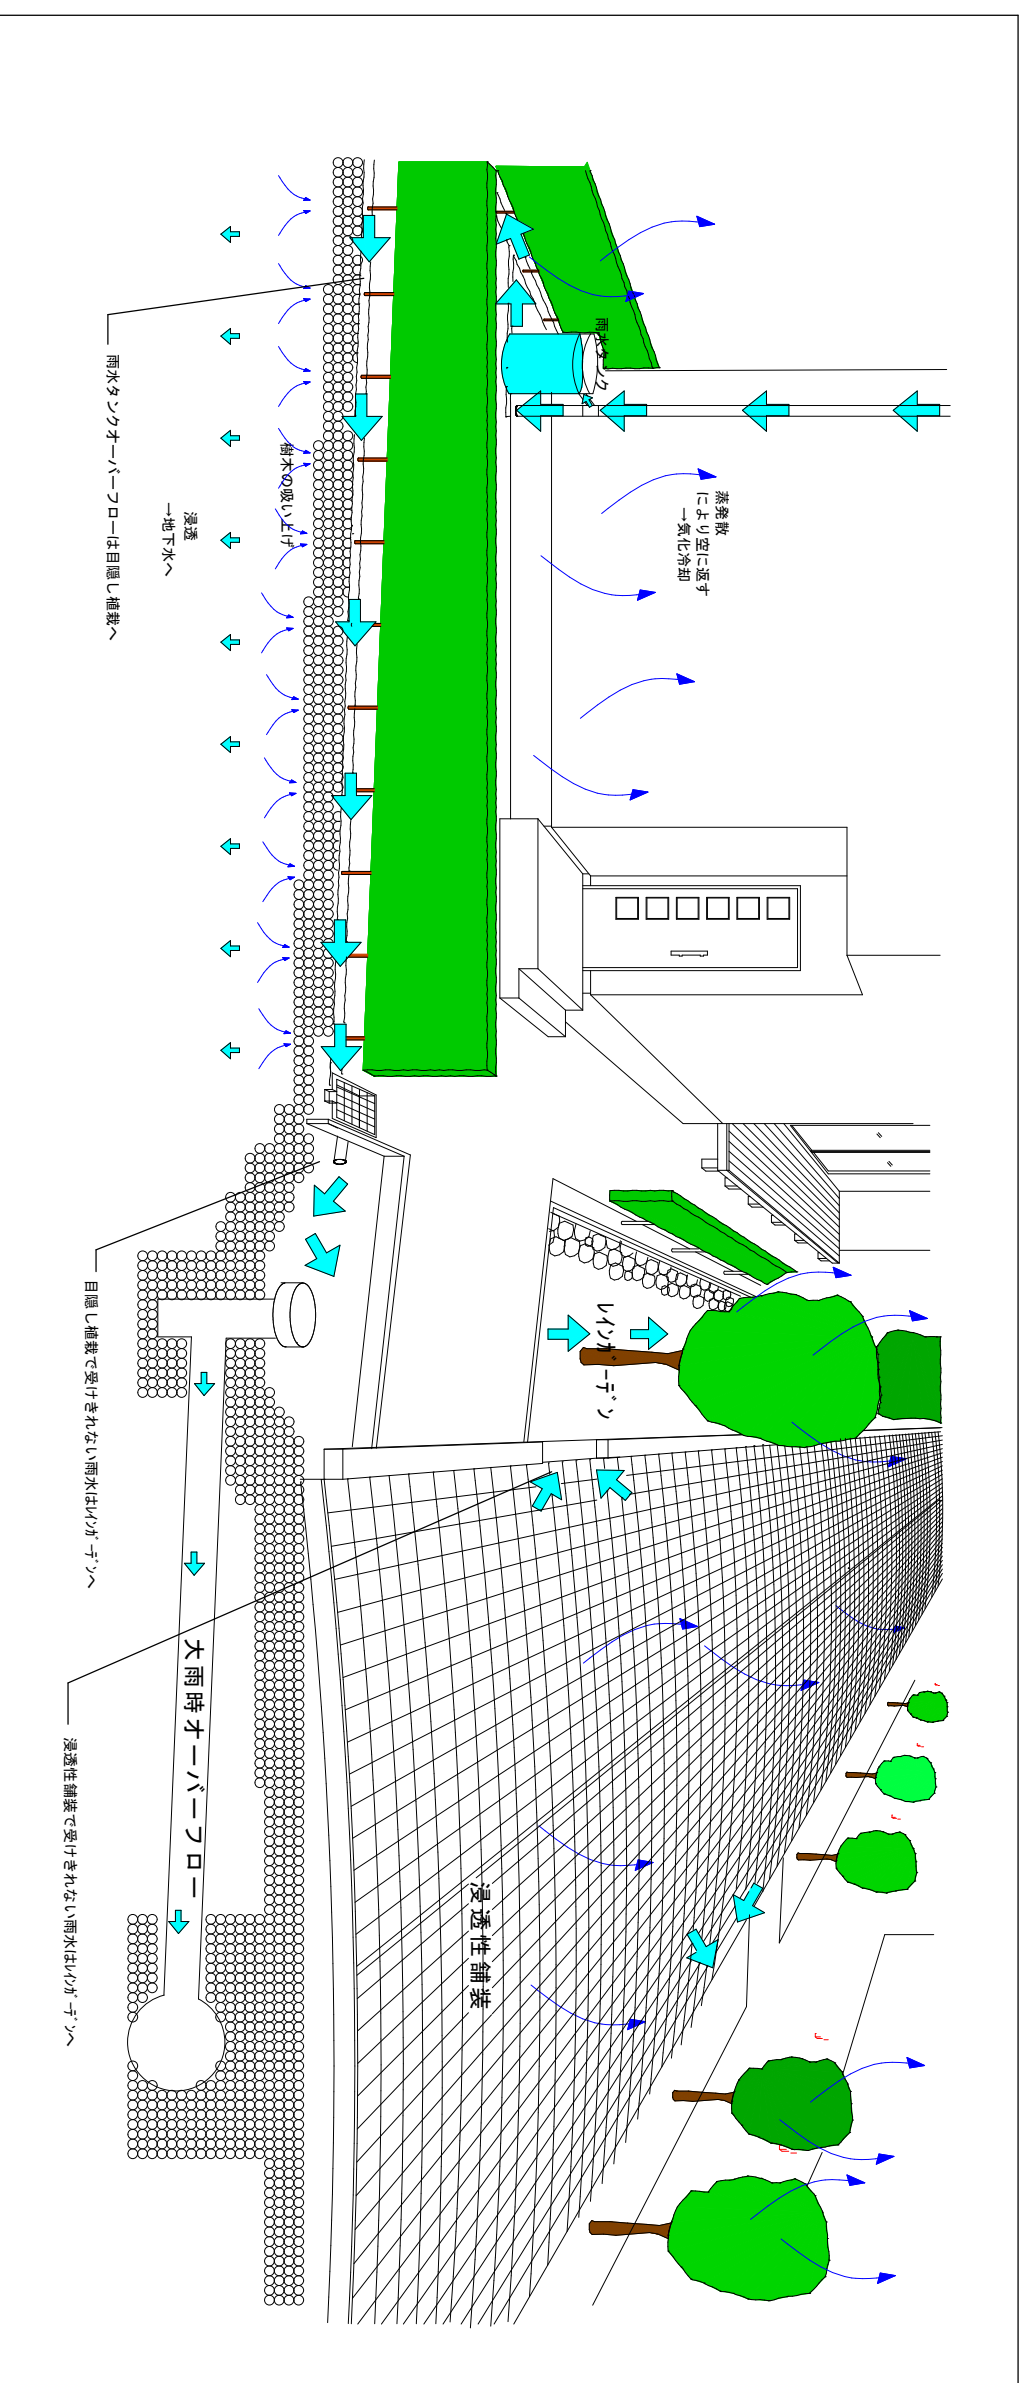 雨水タンク
蒸発散
により空に返す
→気化冷却
樹木の吸い上げ
浸透
→地下水へ
雨水タンクオーバーフローは目隠し植栽へ
レインガーデン
目隠し植栽で受けきれない雨水はレインガーデンへ
大雨時オーバーフロー
浸透性舗装
浸透性舗装で受けきれない雨水はレインガーデンへ